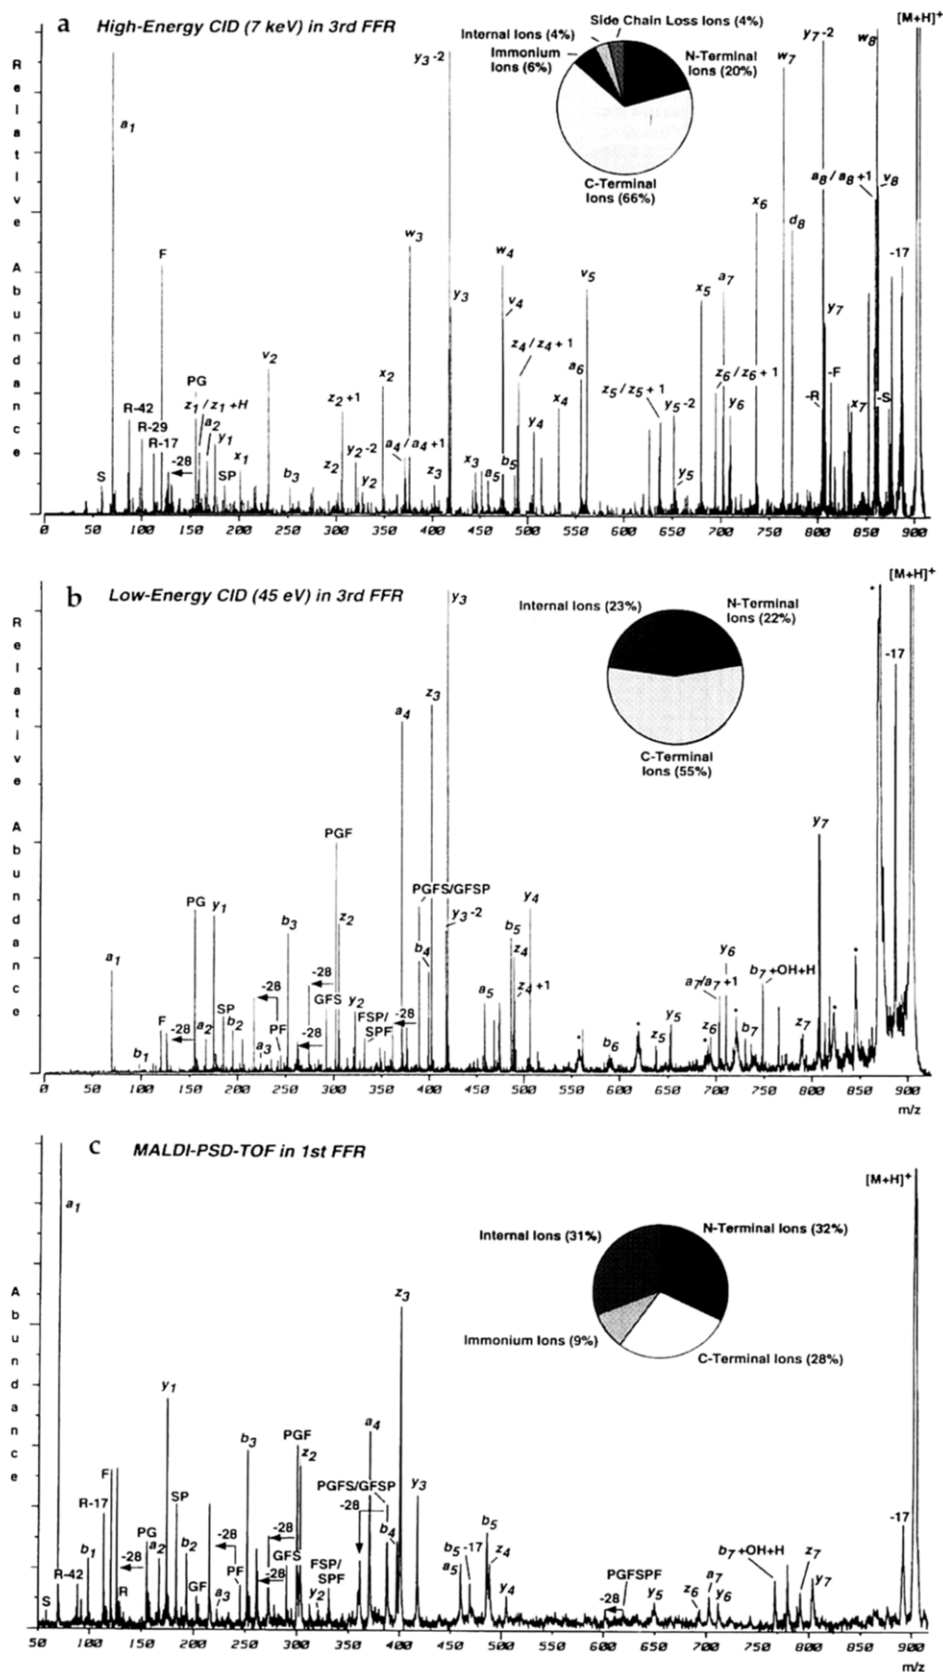 a High-Energy CID (7 keV) in 3rd FFR
Side Chain Loss Ions (4%)
Internal Ions (4%)
Immonium
Ions (6%)
N-Terminal
Ions (20%)
C-Terminal
Ions (66%)
[M+H]+
Relative Abundance
a1
F
S
R-42
R-29
R-17
-28
PG
z1 / z1 +H
a2
y1
SP
x1
v2
b3
z2 +1
z2
y2 -2
y2
x2
a4 / a4 +1
w3
z3
y3 -2
y3
x3
a5
b5
w4
v4
z4 / z4 + 1
y4
x4
a6
v5
z5 / z5 + 1
y5 -2
y5
x5
a7
z6 / z6 + 1
y6
x6
w7
d8
y7 -2
a8 / a8 +1
y7
-R
-F
x7
w8
v8
-S
-17
0 50 100 150 200 250 300 350 400 450 500 550 600 650 700 750 800 850 900
b Low-Energy CID (45 eV) in 3rd FFR
Internal Ions (23%)
N-Terminal
Ions (22%)
C-Terminal
Ions (55%)
[M+H]+
Relative Abundance
a1
b1
F
-28
PG
a2
y1
SP
b2
-28
a3
PF
b3
-28
-28
GFS
PGF
z2
y2
FSP/
SPF
-28
a4
PGFS/GFSP
b4
z3
y3
y3 -2
a5
b5
z4
z4 +1
y4
b6
z5
y5
z6
a7/a7 +1
y6
b7
b7 +OH+H
z7
y7
-17
0 50 100 150 200 250 300 350 400 450 500 550 600 650 700 750 800 850 900
m/z
c MALDI-PSD-TOF in 1st FFR
Internal Ions (31%)
N-Terminal Ions (32%)
Immonium Ions (9%)
C-Terminal Ions (28%)
[M+H]+
Abundance
a1
S
R-42
b1
R-17
F
R
-28
PG
a2
y1
SP
b2
GF
-28
a3
PF
b3
-28
-28
GFS
PGF
z2
y2
FSP/
SPF
PGFS/GFSP
-28
a4
b4
z3
y3
a5
b5 -17
b5
z4
y4
PGFSPF
-28
y5
z6
a7
y6
b7 +OH+H
z7
y7
-17
50 100 150 200 250 300 350 400 450 500 550 600 650 700 750 800 850 900
m/z